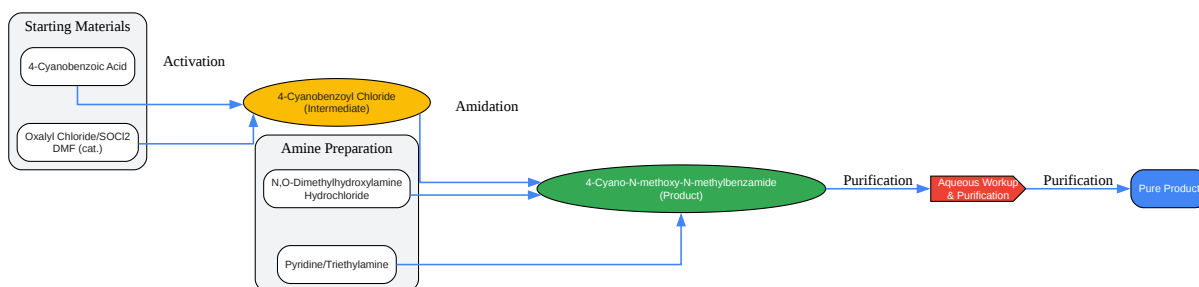 Starting Materials
4-Cyanobenzoic Acid
Oxalyl Chloride/SOCl2
DMF (cat.)
Activation
4-Cyanobenzoyl Chloride
(Intermediate)
Amidation
Amine Preparation
N,O-Dimethylhydroxylamine
Hydrochloride
Pyridine/Triethylamine
4-Cyano-N-methoxy-N-methylbenzamide
(Product)
Purification
Aqueous Workup
& Purification
Purification
Pure Product